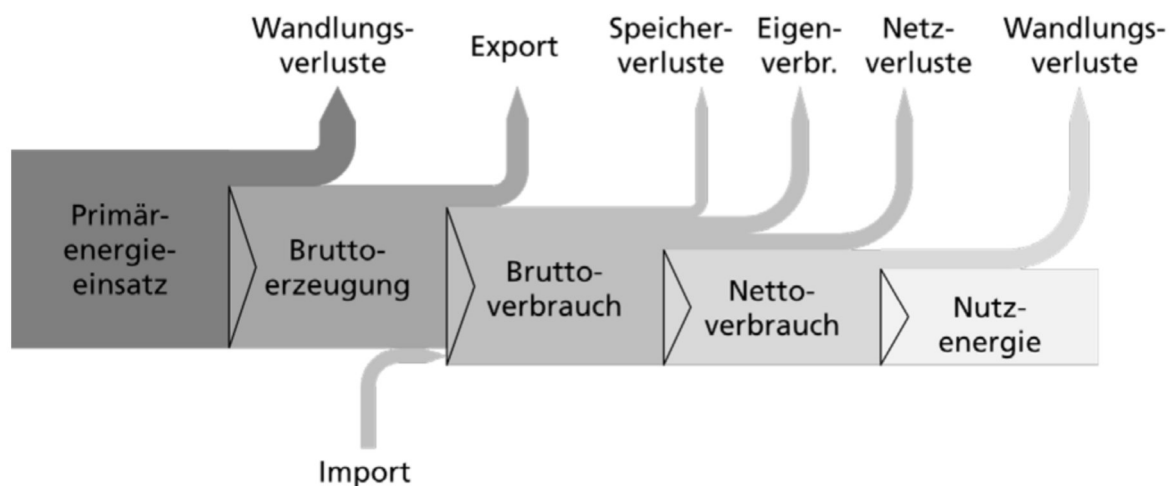 Wandlungs-
verluste
Export
Speicher-
verluste
Eigen-
verbr.
Netz-
verluste
Wandlungs-
verluste
Primär-
energie-
einsatz
Brutto-
erzeugung
Brutto-
verbrauch
Netto-
verbrauch
Nutz-
energie
Import